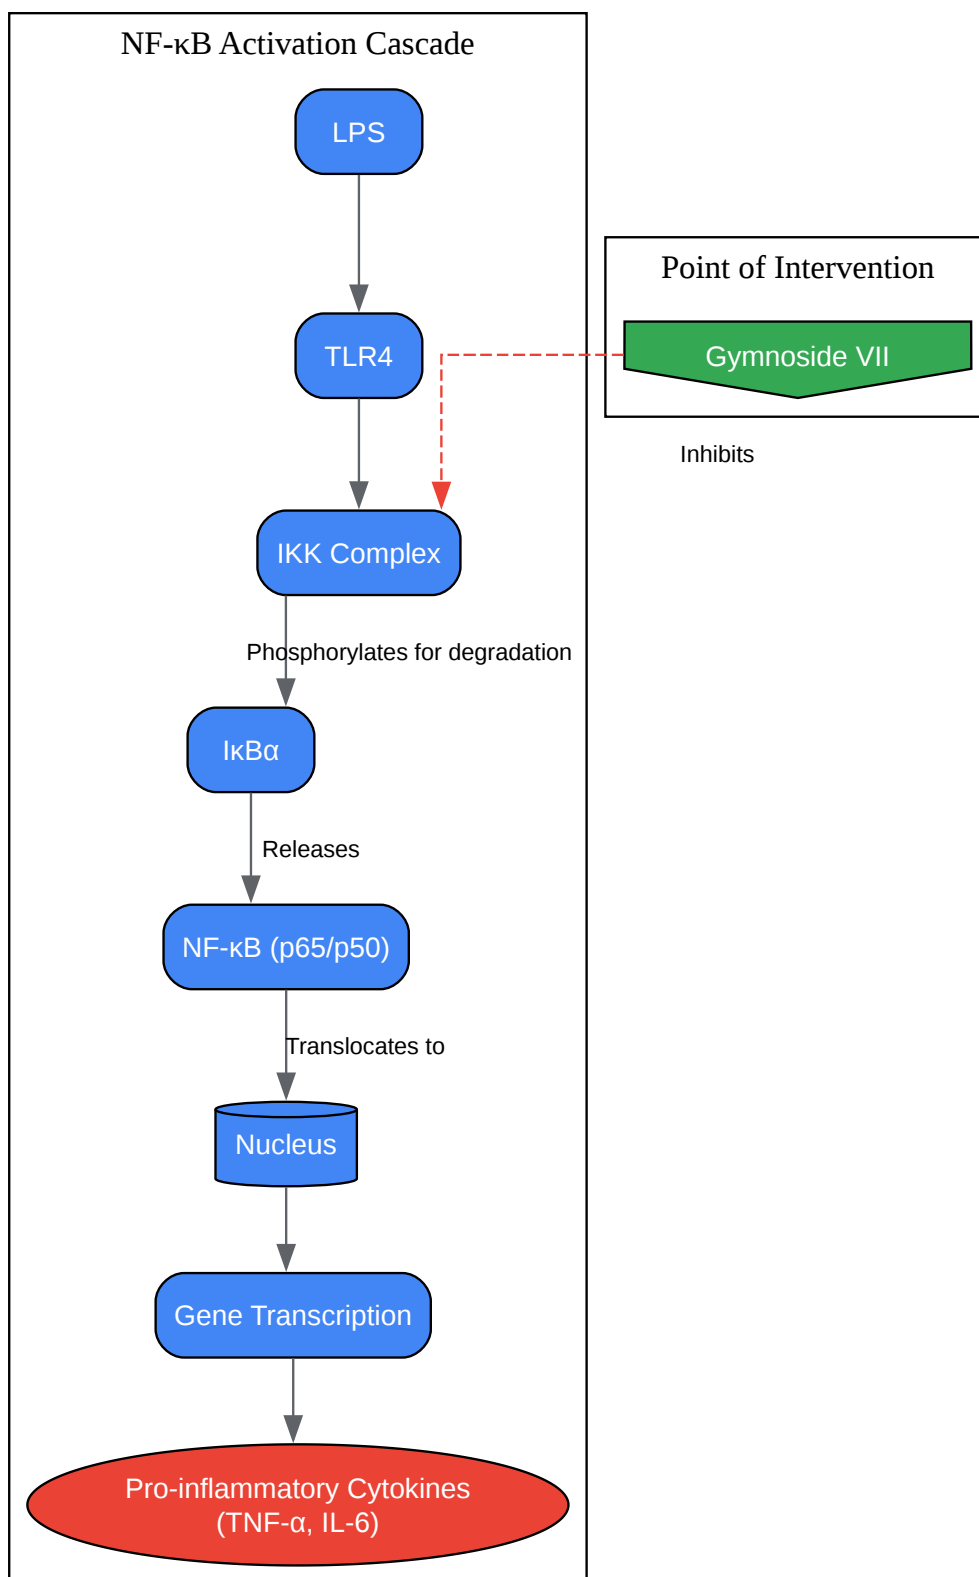 NF-κB Activation Cascade
LPS
Point of Intervention
TLR4
Gymnoside VII
Inhibits
IKK Complex
Phosphorylates for degradation
IκBα
Releases
NF-κB (p65/p50)
Translocates to
Nucleus
Gene Transcription
Pro-inflammatory Cytokines
(TNF-α, IL-6)